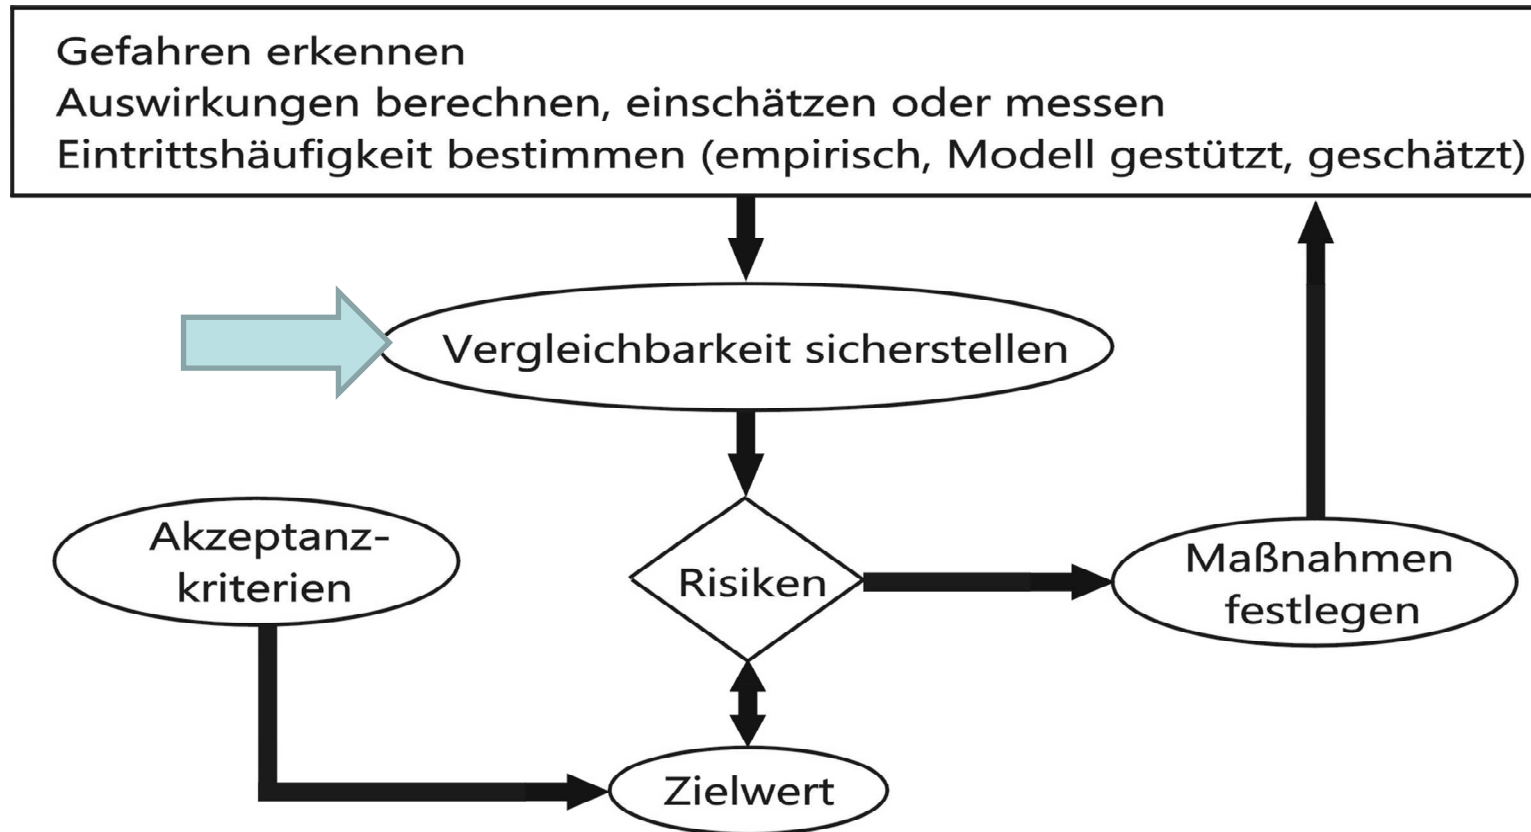 Gefahren erkennen
Auswirkungen berechnen, einschätzen oder messen
Eintrittshäufigkeit bestimmen (empirisch, Modell gestützt, geschätzt)
Vergleichbarkeit sicherstellen
Akzeptanz-
kriterien
Risiken
Maßnahmen
festlegen
Zielwert